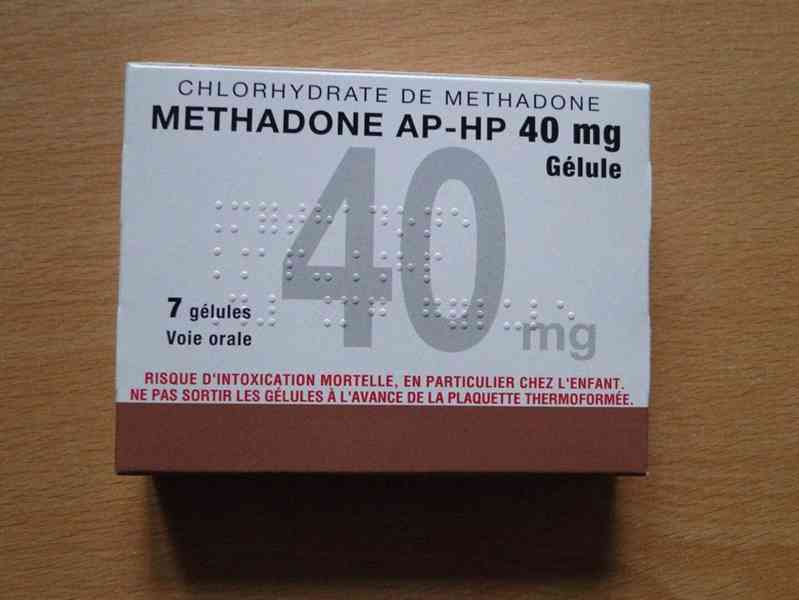 CHLORHYDRATE DE METHADONE
METHADONE AP-HP 40 mg
Gélule
40 mg
7 gélules
Voie orale
RISQUE D'INTOXICATION MORTELLE, EN PARTICULIER CHEZ L'ENFANT.
NE PAS SORTIR LES GÉLULES À L'AVANCE DE LA PLAQUETTE THERMOFORMÉE.